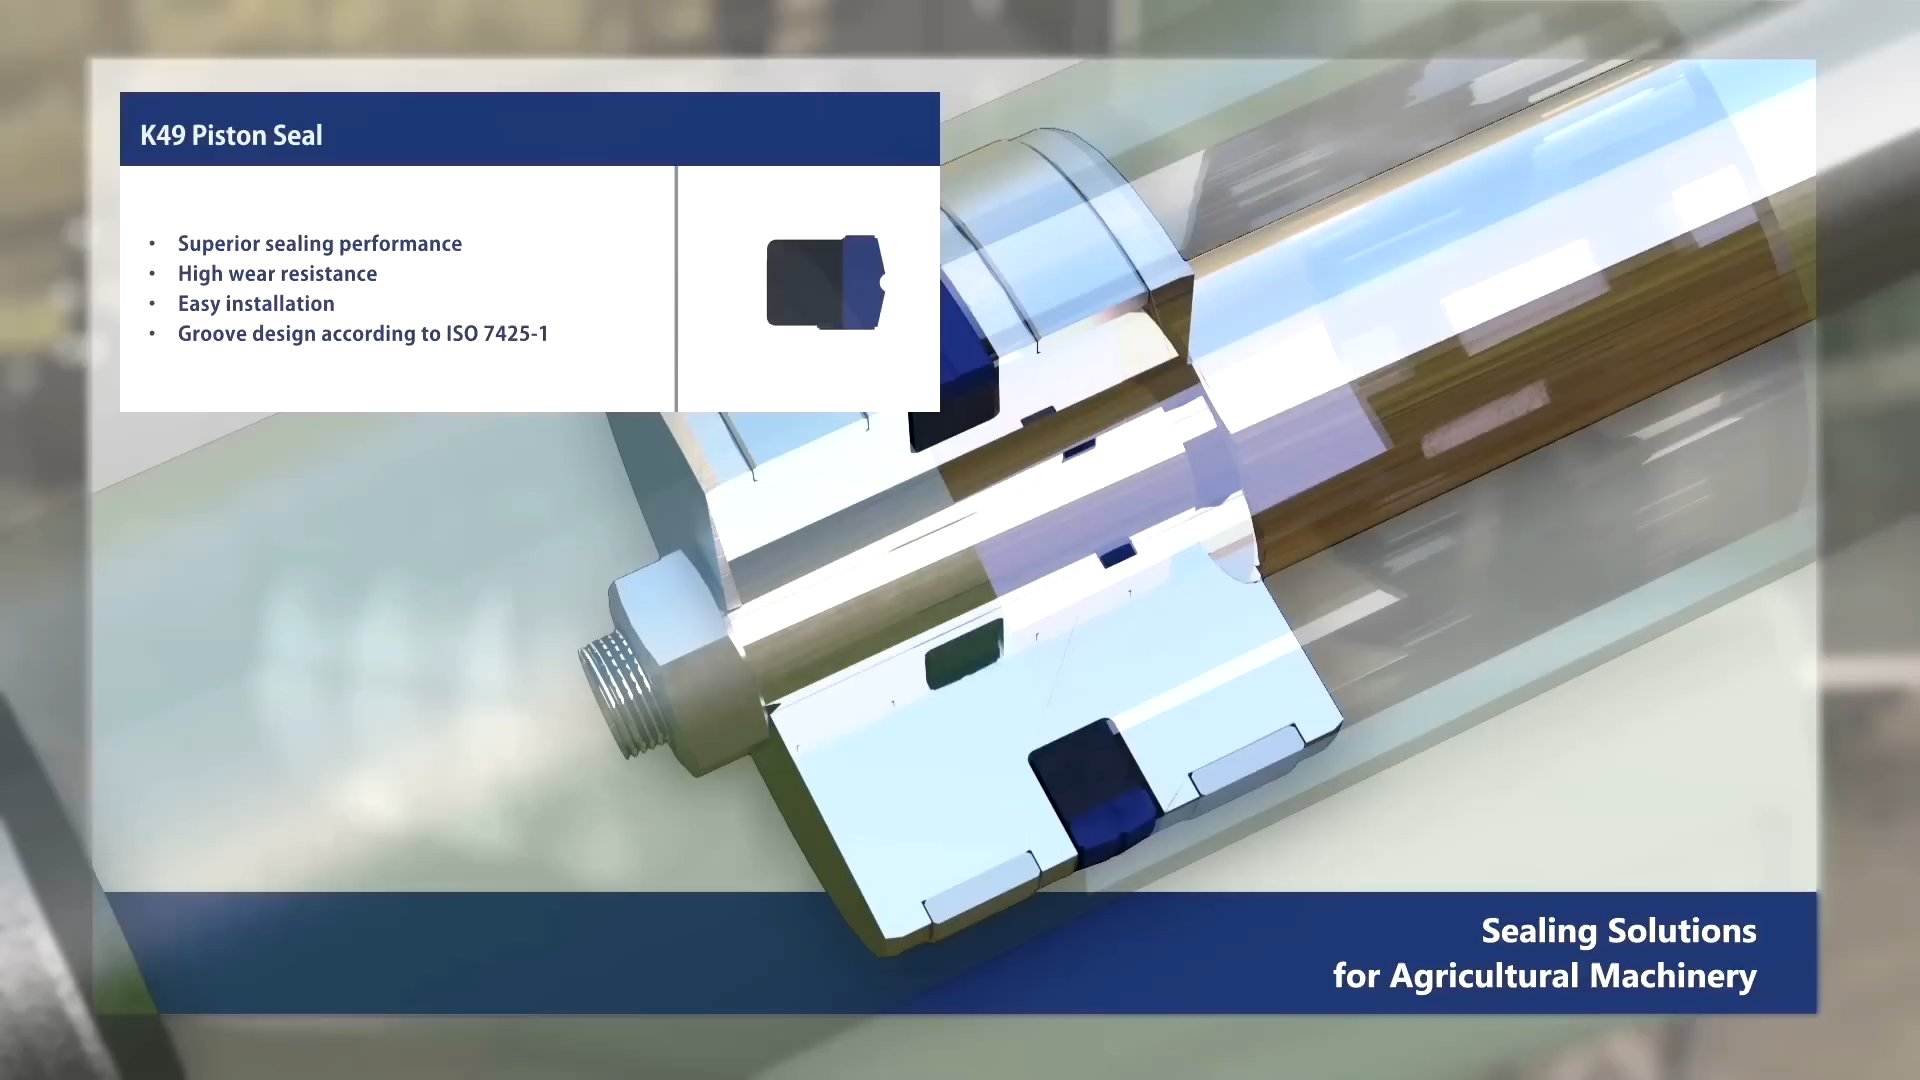 K49 Piston Seal
• Superior sealing performance
• High wear resistance
• Easy installation
• Groove design according to ISO 7425-1
Sealing Solutions
for Agricultural Machinery